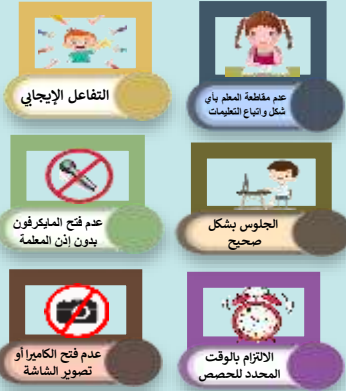 عدم مقاطعة المعلم بأي
شكل واتباع التعليمات
التفاعل الإيجابي
الجلوس بشكل
صحيح
عدم فتح المايكرفون
بدون إذن المعلمة
الالتزام بالوقت
المحدد للحصص
عدم فتح الكاميرا أو
تصوير الشاشة